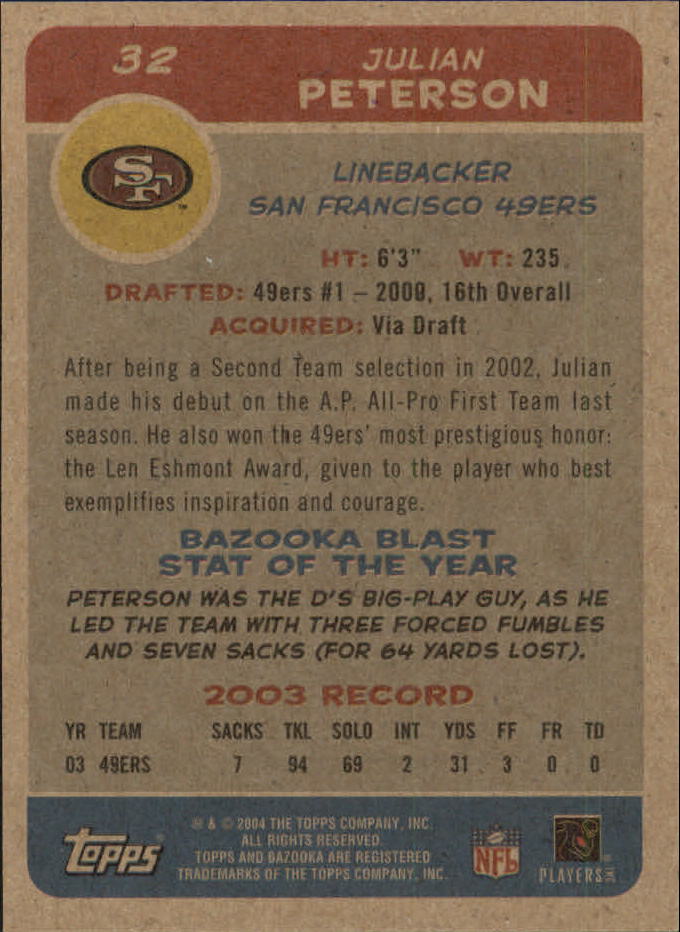 32
JULIAN
PETERSON
SF
LINEBACKER
SAN FRANCISCO 49ERS
HT: 6'3" WT: 235
DRAFTED: 49ers #1 – 2000, 16th Overall
ACQUIRED: Via Draft
After being a Second Team selection in 2002, Julian
made his debut on the A.P. All-Pro First Team last
season. He also won the 49ers' most prestigious honor:
the Len Eshmont Award, given to the player who best
exemplifies inspiration and courage.
BAZOOKA BLAST
STAT OF THE YEAR
PETERSON WAS THE D'S BIG-PLAY GUY, AS HE
LED THE TEAM WITH THREE FORCED FUMBLES
AND SEVEN SACKS (FOR 64 YARDS LOST).
2003 RECORD
YR TEAM SACKS TKL SOLO INT YDS FF FR TD
03 49ERS 7 94 69 2 31 3 0 0
Topps
® & © 2004 THE TOPPS COMPANY, INC.
ALL RIGHTS RESERVED.
TOPPS AND BAZOOKA ARE REGISTERED
TRADEMARKS OF THE TOPPS COMPANY, INC.
NFL
PLAYERS INC